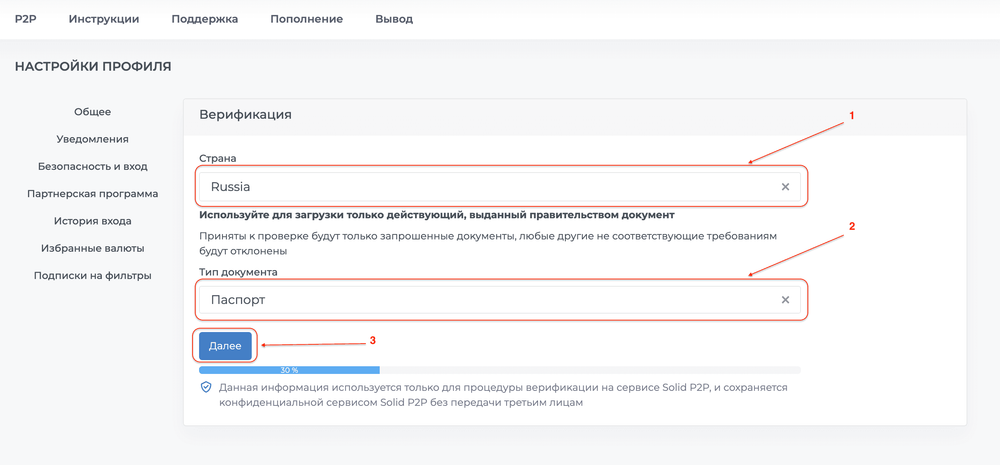 P2P Инструкции Поддержка Пополнение Вывод
НАСТРОЙКИ ПРОФИЛЯ
Общее
Уведомления
Безопасность и вход
Партнерская программа
История входа
Избранные валюты
Подписки на фильтры
Верификация
1
Страна
Russia ×
Используйте для загрузки только действующий, выданный правительством документ
Приняты к проверке будут только запрошенные документы, любые другие не соответствующие требованиям
будут отклонены
2
Тип документа
Паспорт ×
Далее
3
30 %
Данная информация используется только для процедуры верификации на сервисе Solid P2P, и сохраняется
конфиденциальной сервисом Solid P2P без передачи третьим лицам